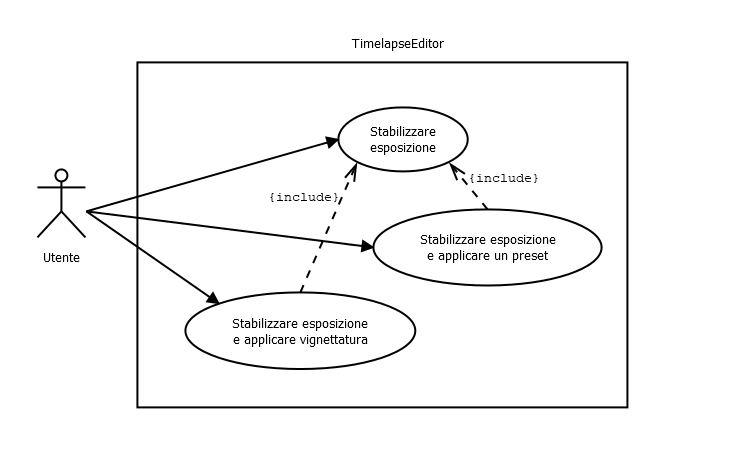 TimelapseEditor
Stabilizzare
esposizione
{include}
{include}
Stabilizzare esposizione
e applicare un preset
Utente
Stabilizzare esposizione
e applicare vignettatura